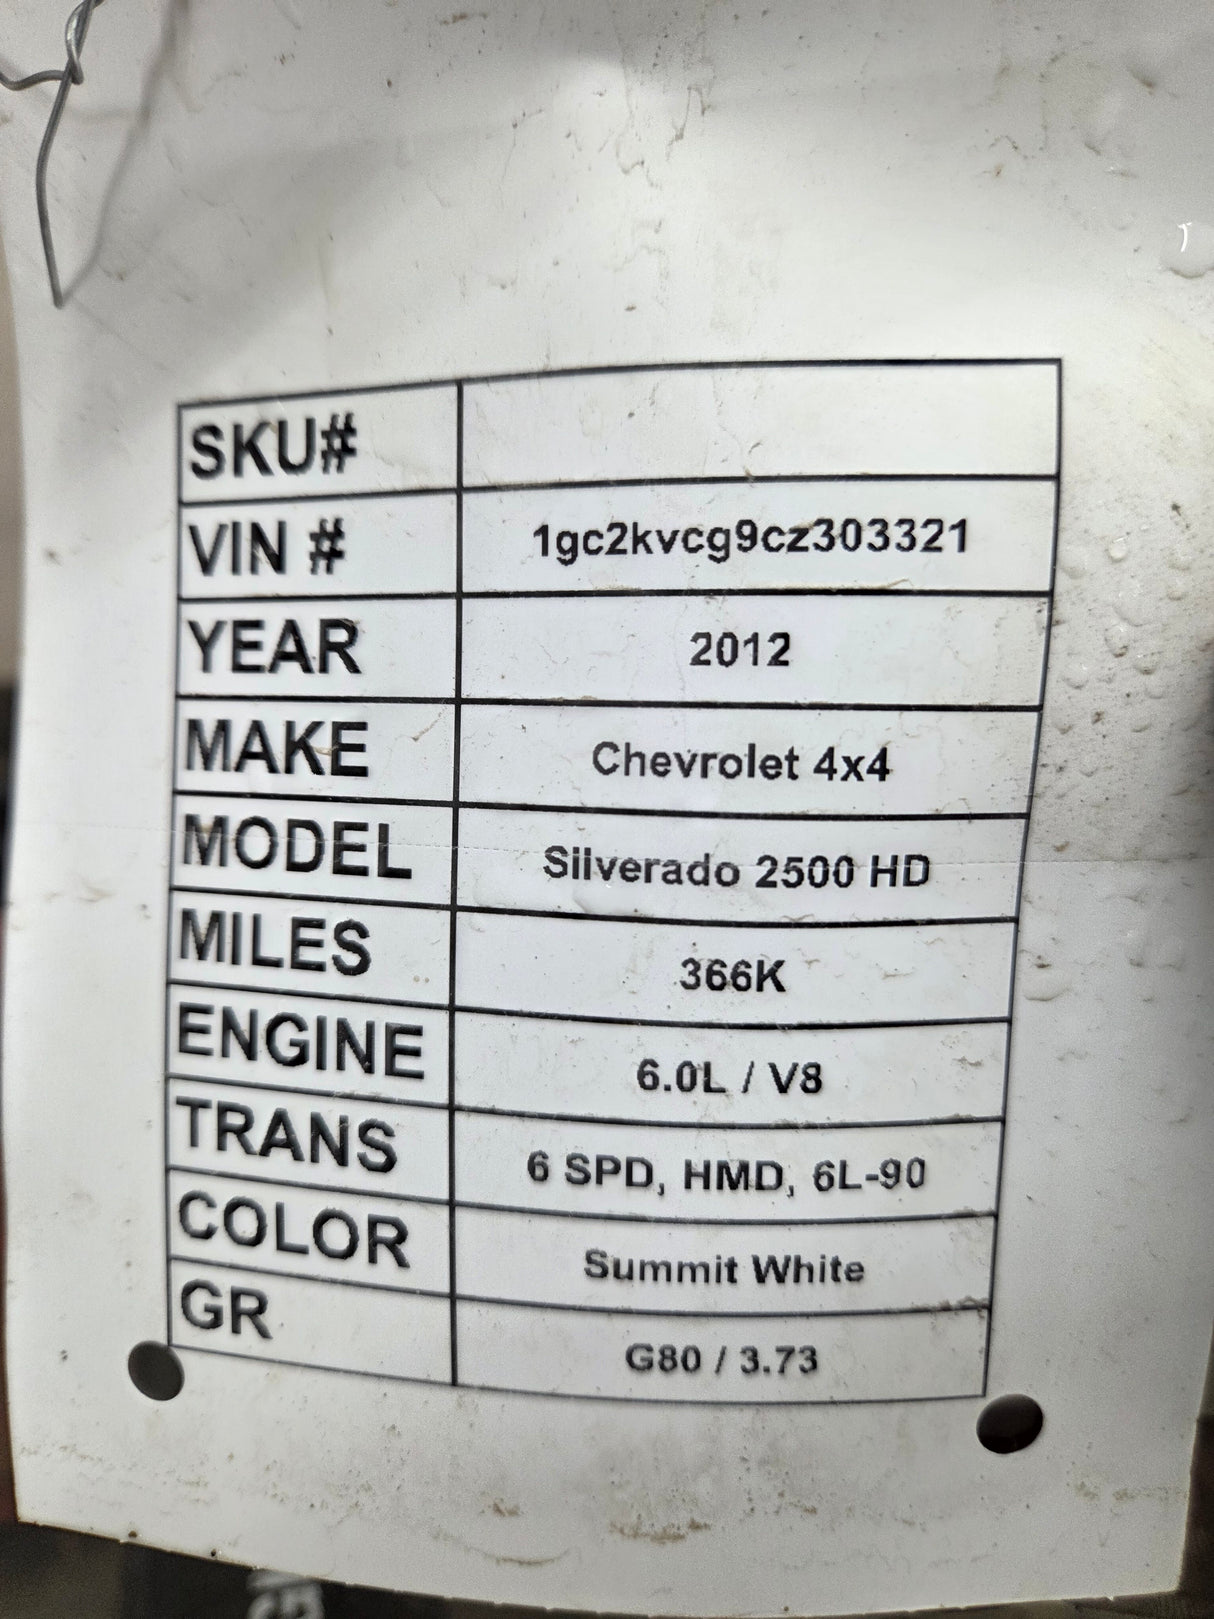 SKU#
VIN # 1gc2kvcg9cz303321
YEAR 2012
MAKE Chevrolet 4x4
MODEL Silverado 2500 HD
MILES 366K
ENGINE 6.0L / V8
TRANS 6 SPD, HMD, 6L-90
COLOR Summit White
GR G80 / 3.73